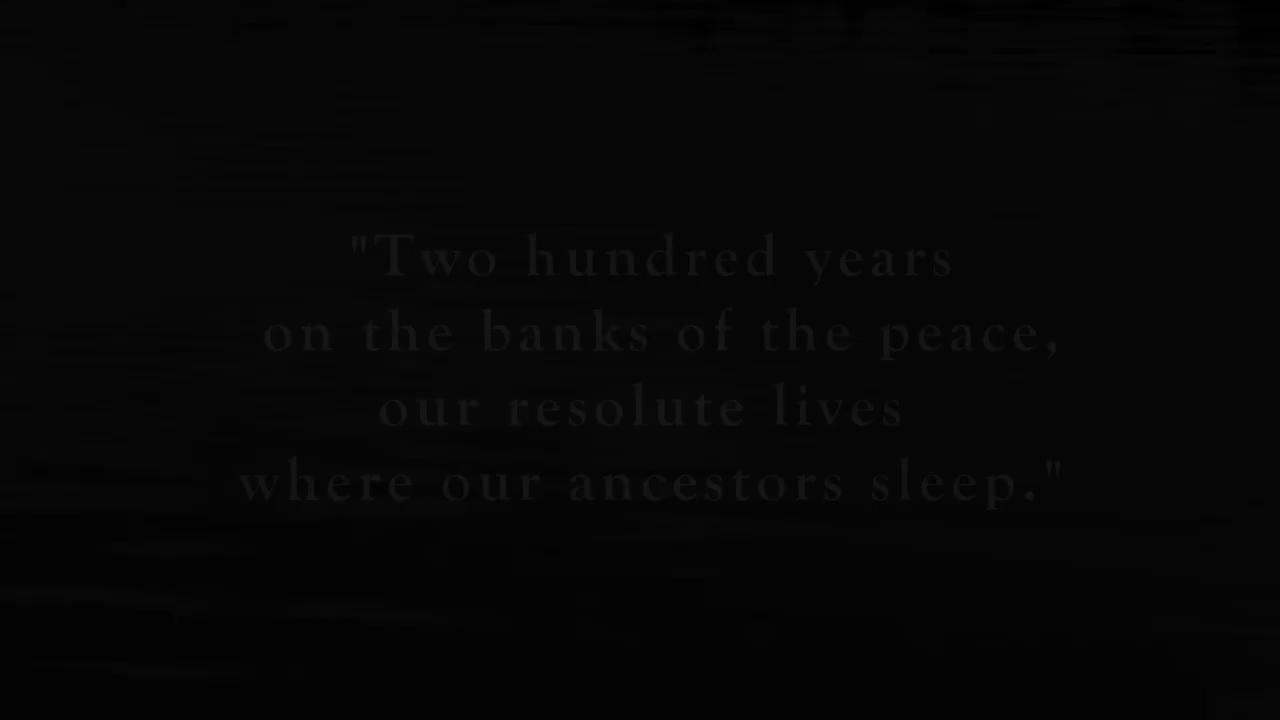 "Two hundred years
on the banks of the peace,
our resolute lives
where our ancestors sleep."